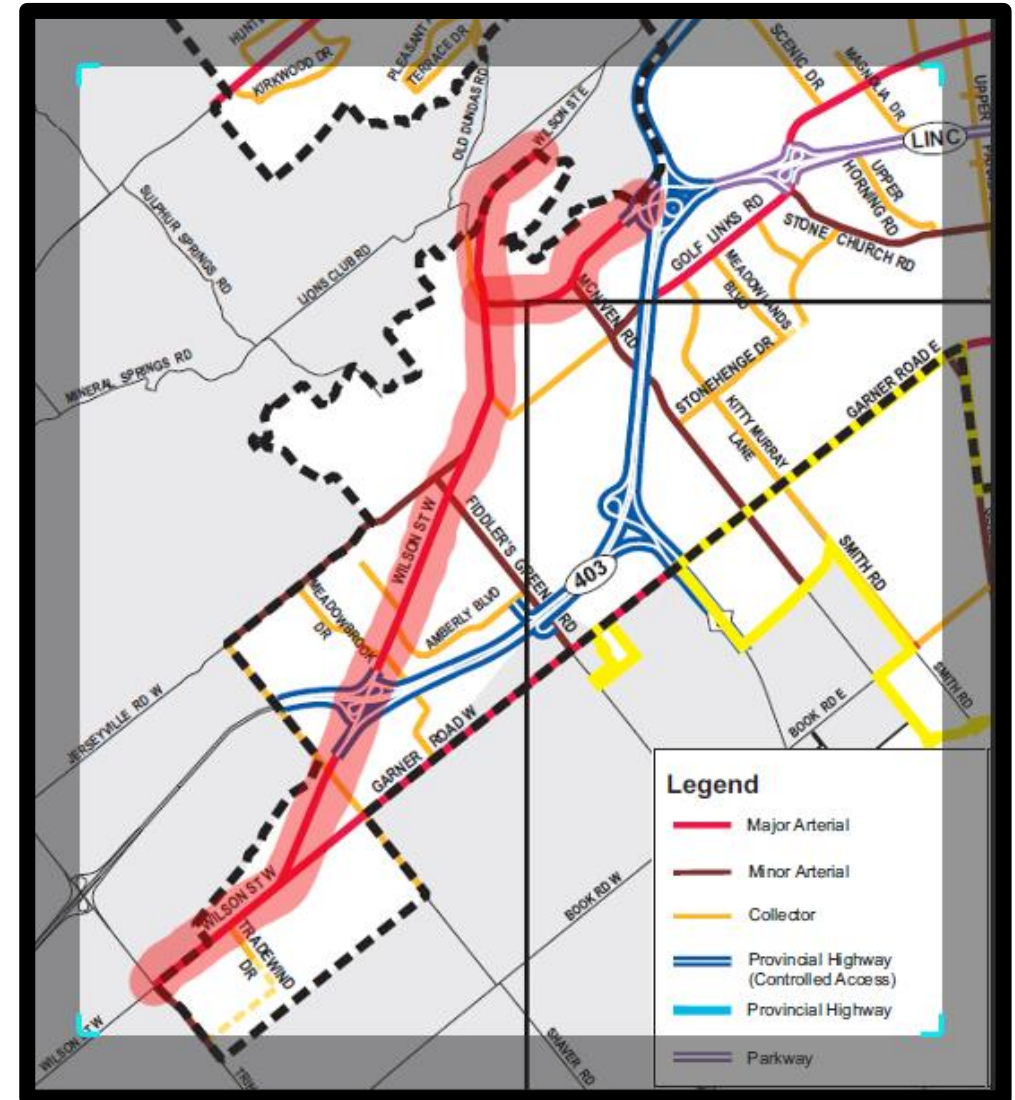 HUNT
KIRKWOOD DR
PLEASANT
TERRACE DR
OLD DUNDAS RD
WILSON ST E
SCENIC DR
MAGNOLIA DR
UPPER
LINC
UPPER
HORNING RD
STONE CHURCH RD
GOLF LINKS RD
MEADOWLANDS
BLVD
SULPHUR SPRINGS RD
LIONS CLUB RD
MCNIVEN RD
MINERAL SPRINGS RD
STONEHENGE DR
GARNER ROAD E
KITTY MURRAY
LANE
WILSON ST W
FIDDLER'S GREEN RD
SMITH RD
403
MEADOWBROOK
DR
AMBERLY BLVD
SMITH RD
JERSEYVILLE RD W
GARNER ROAD W
BOOK RD E
Legend
Major Arterial
Minor Arterial
Collector
Provincial Highway
(Controlled Access)
Provincial Highway
Parkway
WILSON ST W
TRADEWIND
DR
BOOK RD W
WILSON ST W
SHAVER RD